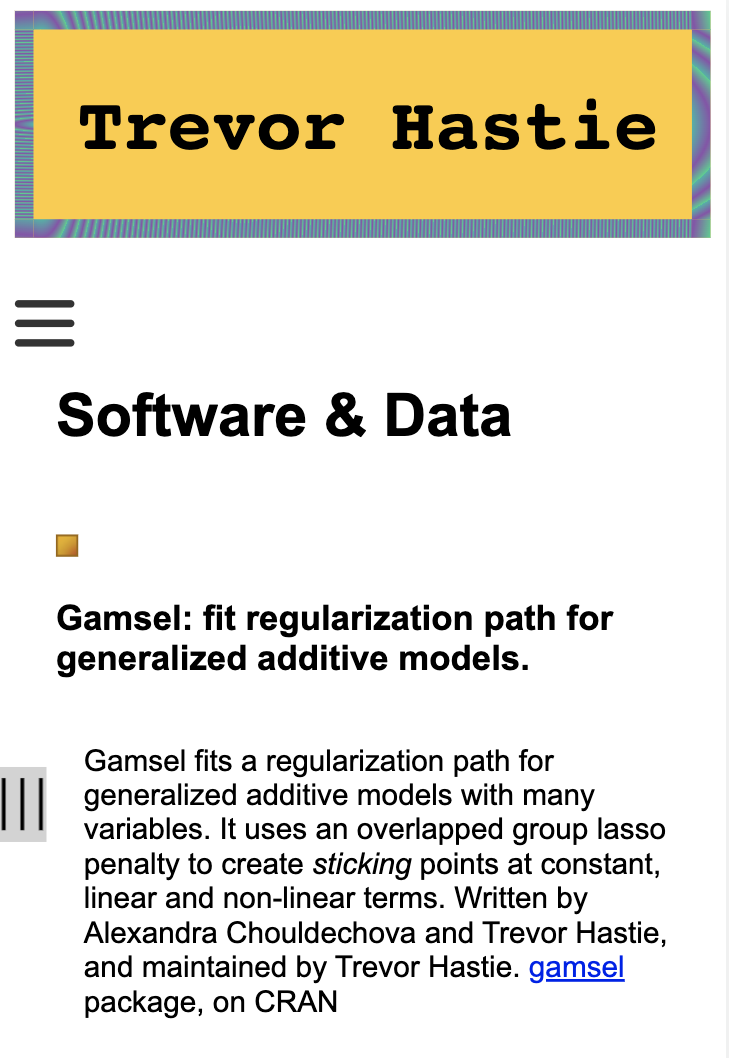 Trevor Hastie
Software & Data
Gamsel: fit regularization path for
generalized additive models.
Gamsel fits a regularization path for
generalized additive models with many
variables. It uses an overlapped group lasso
penalty to create sticking points at constant,
linear and non-linear terms. Written by
Alexandra Chouldechova and Trevor Hastie,
and maintained by Trevor Hastie. gamsel
package, on CRAN